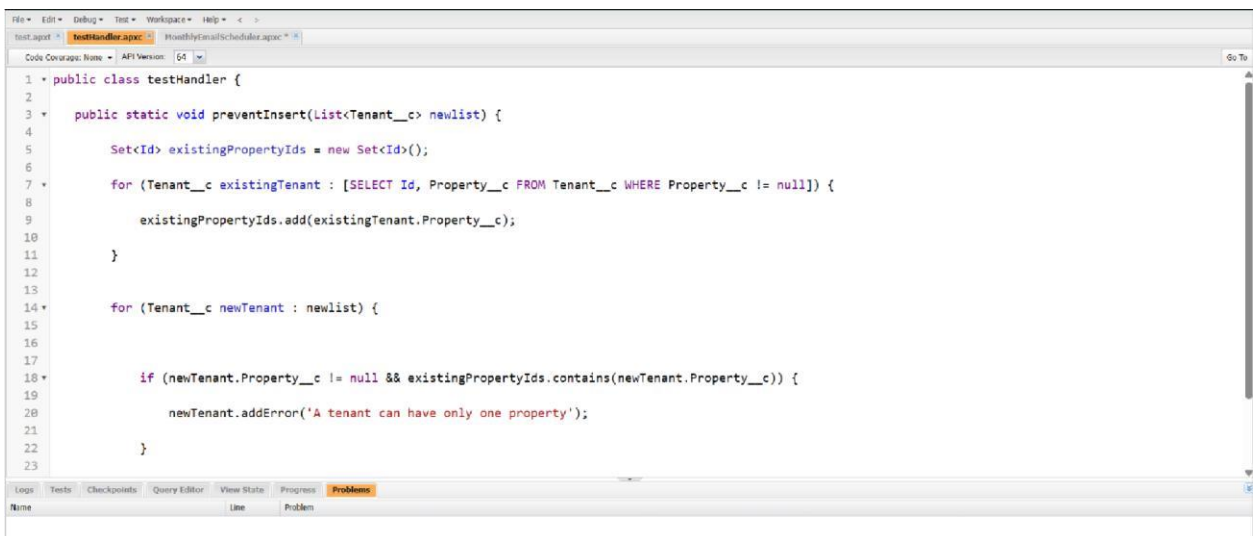 File Edit Debug Test Workspace Help < >
test.apxt testHandler.apxc MonthlyEmailScheduler.apxc *
Code Coverage: None API Version: 64 Go To
1 public class testHandler {
2
3 public static void preventInsert(List<Tenant__c> newlist) {
4
5 Set<Id> existingPropertyIds = new Set<Id>();
6
7 for (Tenant__c existingTenant : [SELECT Id, Property__c FROM Tenant__c WHERE Property__c != null]) {
8
9 existingPropertyIds.add(existingTenant.Property__c);
10
11 }
12
13
14 for (Tenant__c newTenant : newlist) {
15
16
17
18 if (newTenant.Property__c != null && existingPropertyIds.contains(newTenant.Property__c)) {
19
20 newTenant.addError('A tenant can have only one property');
21
22 }
23
Logs Tests Checkpoints Query Editor View State Progress Problems
Name Line Problem